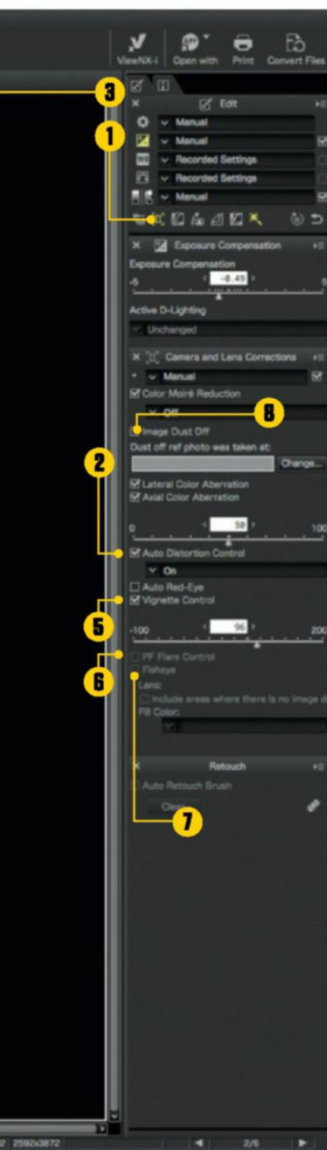 ViewNX-i Open with Print Convert Files
3
Edit
Manual
1
Manual
Recorded Settings
Recorded Settings
Manual
Exposure Compensation
Exposure Compensation
-0.49
-5 5
Active D-Lighting
Unchanged
Camera and Lens Corrections
Manual
Color Moiré Reduction
Off
8
Image Dust Off
Dust off ref photo was taken at:
2
Change...
Lateral Color Aberration
Axial Color Aberration
50
0 100
Auto Distortion Control
On
Auto Red-Eye
Vignette Control
5
96
-100 200
PF Flare Control
6
Fisheye
Lens:
Include areas where there is no image d
Fill Color:
Retouch
Auto Retouch Brush
7
2592x3872 2/6